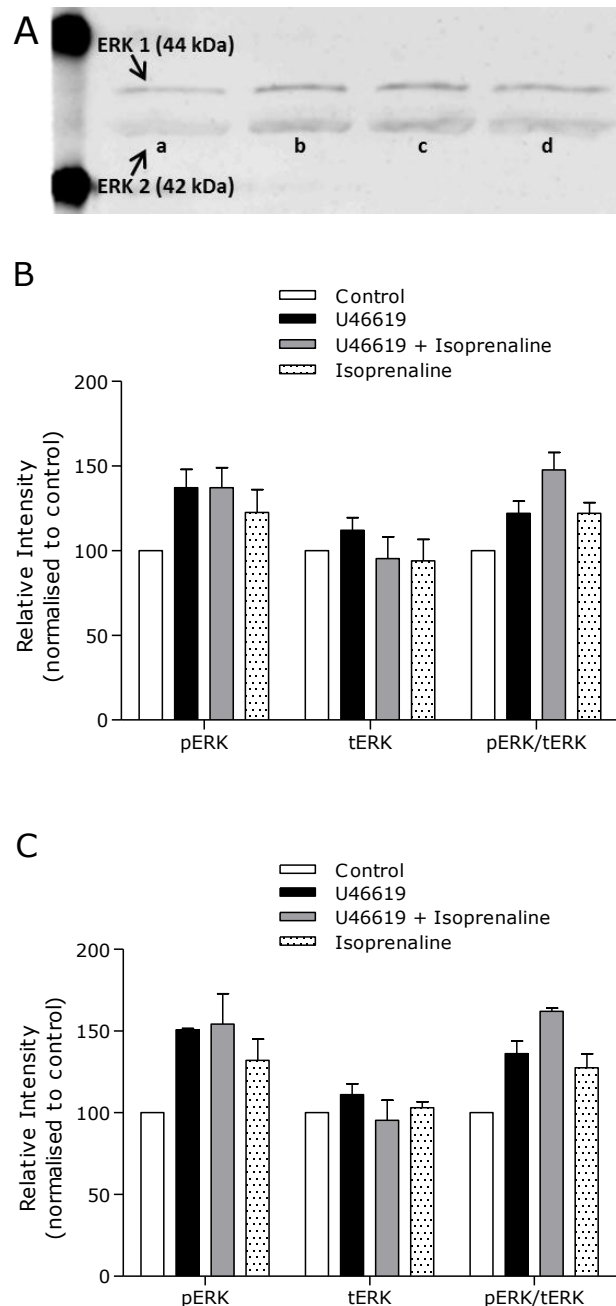 A
ERK 1 (44 kDa)
a b c d
ERK 2 (42 kDa)
B
Control
U46619
U46619 + Isoprenaline
Isoprenaline
200
150
100
50
0
Relative Intensity
(normalised to control)
pERK tERK pERK/tERK
C
Control
U46619
U46619 + Isoprenaline
Isoprenaline
200
150
100
50
0
Relative Intensity
(normalised to control)
pERK tERK pERK/tERK